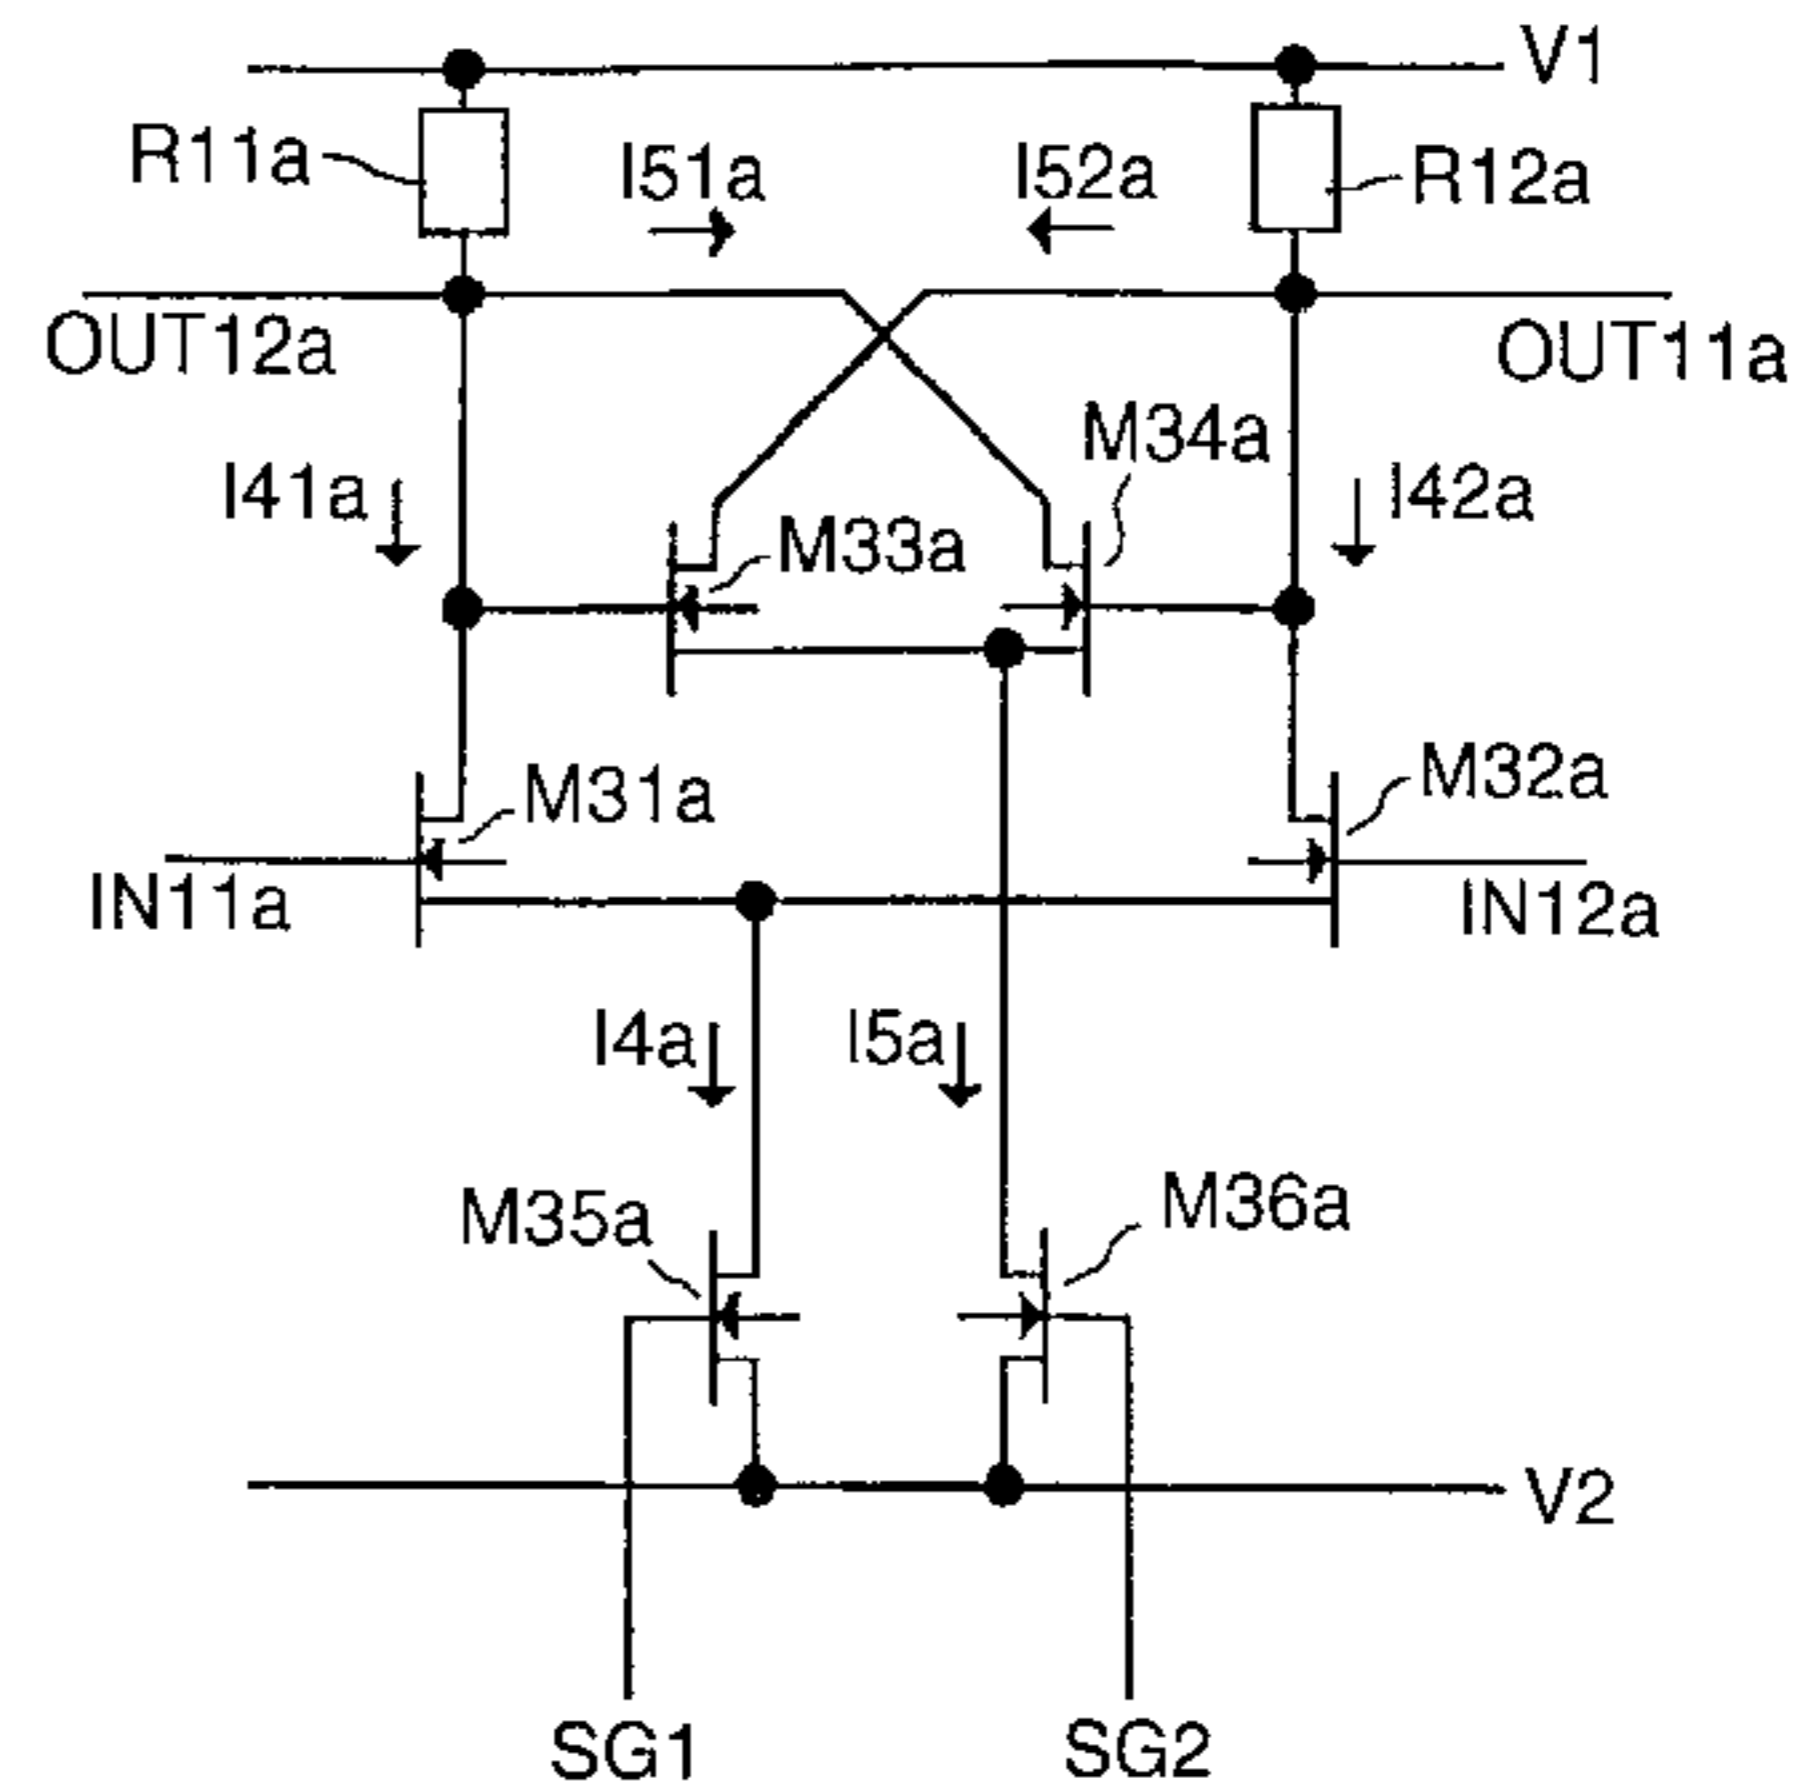 V1
R11a
I51a
I52a
R12a
OUT12a
OUT11a
M34a
I41a
I42a
M33a
M31a
M32a
IN11a
IN12a
I4a
I5a
M35a
M36a
V2
SG1
SG2